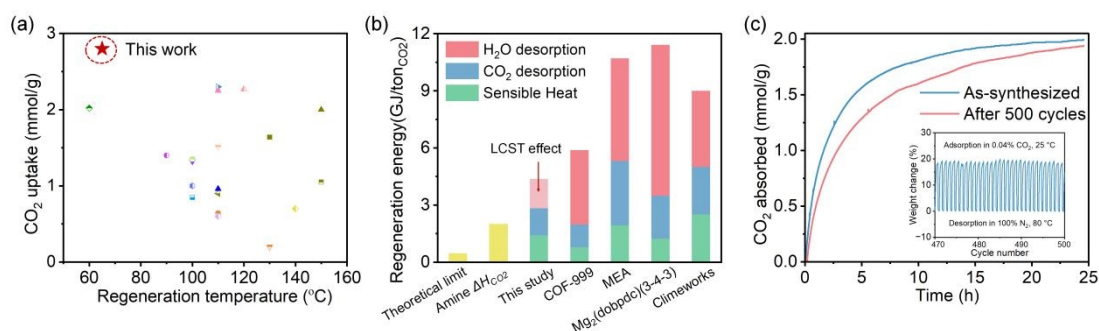 (a)
CO2 uptake (mmol/g)
3
2
1
0
This work
60 80 100 120 140 160
Regeneration temperature (°C)
(b)
Regeneration energy(GJ/tonCO2)
12
9
6
3
0
H2O desorption
CO2 desorption
Sensible Heat
LCST effect
Theoretical limit
Amine ΔHCO2
This study
COF-999
MEA
Mg2(dobpdc)(3-4-3)
Climeworks
(c)
CO2 absorbed (mmol/g)
2.0
1.5
1.0
0.5
0.0
As-synthesized
After 500 cycles
Weight change (%)
30
20
10
0
−10
Adsorption in 0.04% CO2, 25 °C
Desorption in 100% N2, 80 °C
470 480 490 500
Cycle number
0 5 10 15 20 25
Time (h)